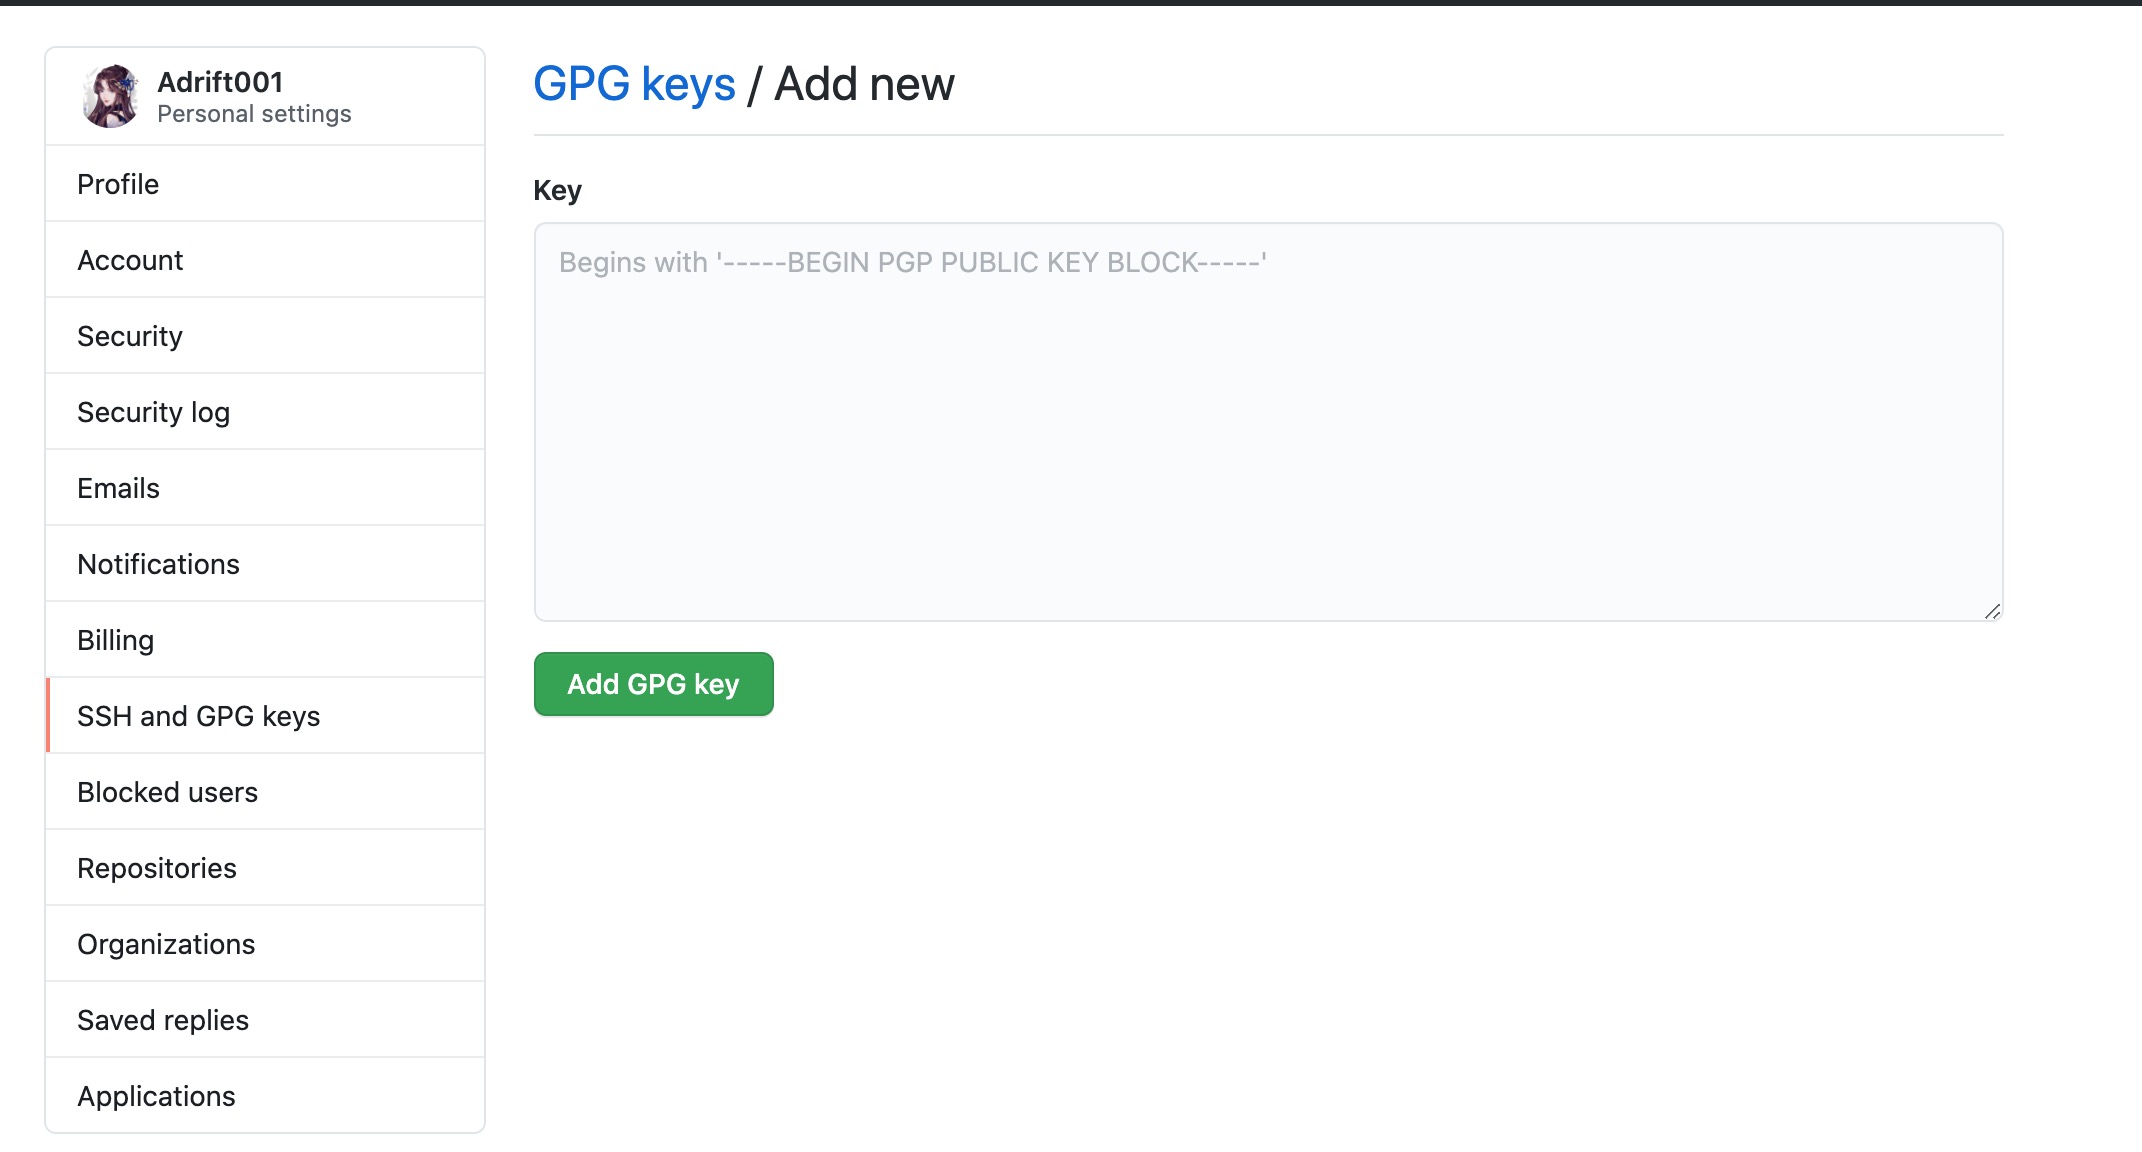 Adrift001
Personal settings
Profile
Account
Security
Security log
Emails
Notifications
Billing
SSH and GPG keys
Blocked users
Repositories
Organizations
Saved replies
Applications
GPG keys / Add new
Key
Begins with '-----BEGIN PGP PUBLIC KEY BLOCK-----'
Add GPG key